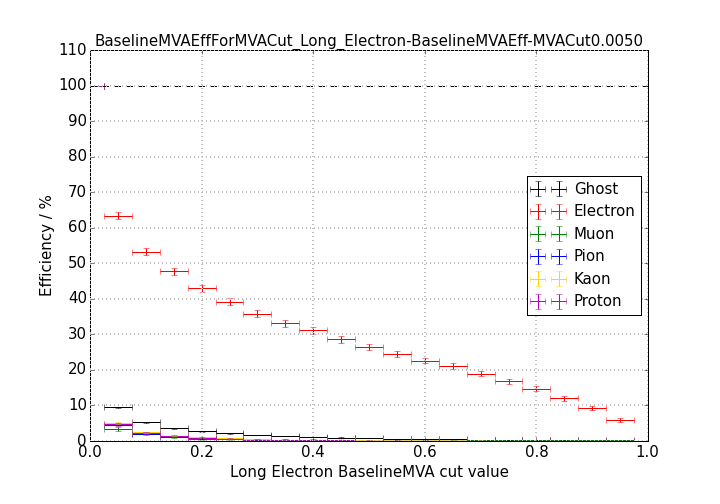 BaselineMVAEffForMVACut_Long_Electron-BaselineMVAEff-MVACut0.0050
110
100
90
80
70
60
50
40
30
20
10
0
Efficiency / %
Ghost
Electron
Muon
Pion
Kaon
Proton
0.0 0.2 0.4 0.6 0.8 1.0
Long Electron BaselineMVA cut value